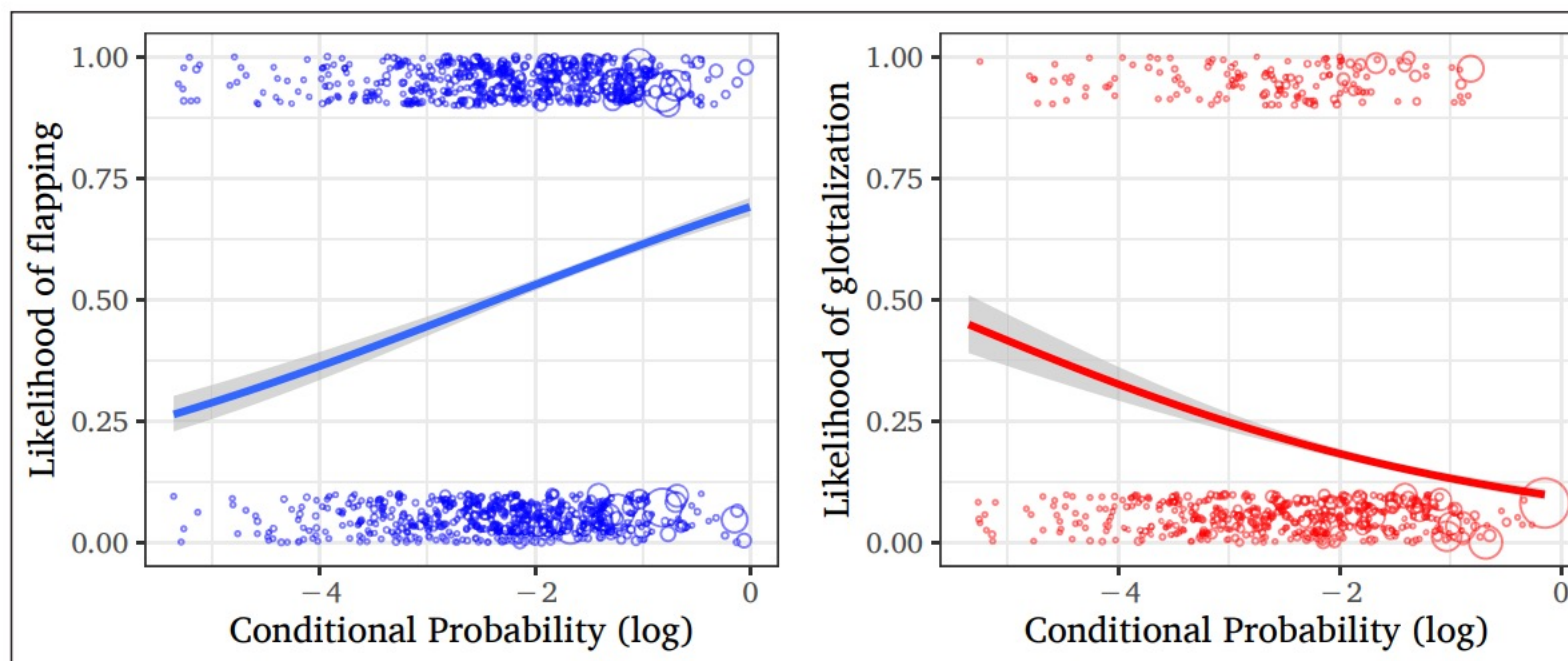 Likelihood of flapping
1.00
0.75
0.50
0.25
0.00
−4 −2 0
Conditional Probability (log)
Likelihood of glottalization
1.00
0.75
0.50
0.25
0.00
−4 −2 0
Conditional Probability (log)